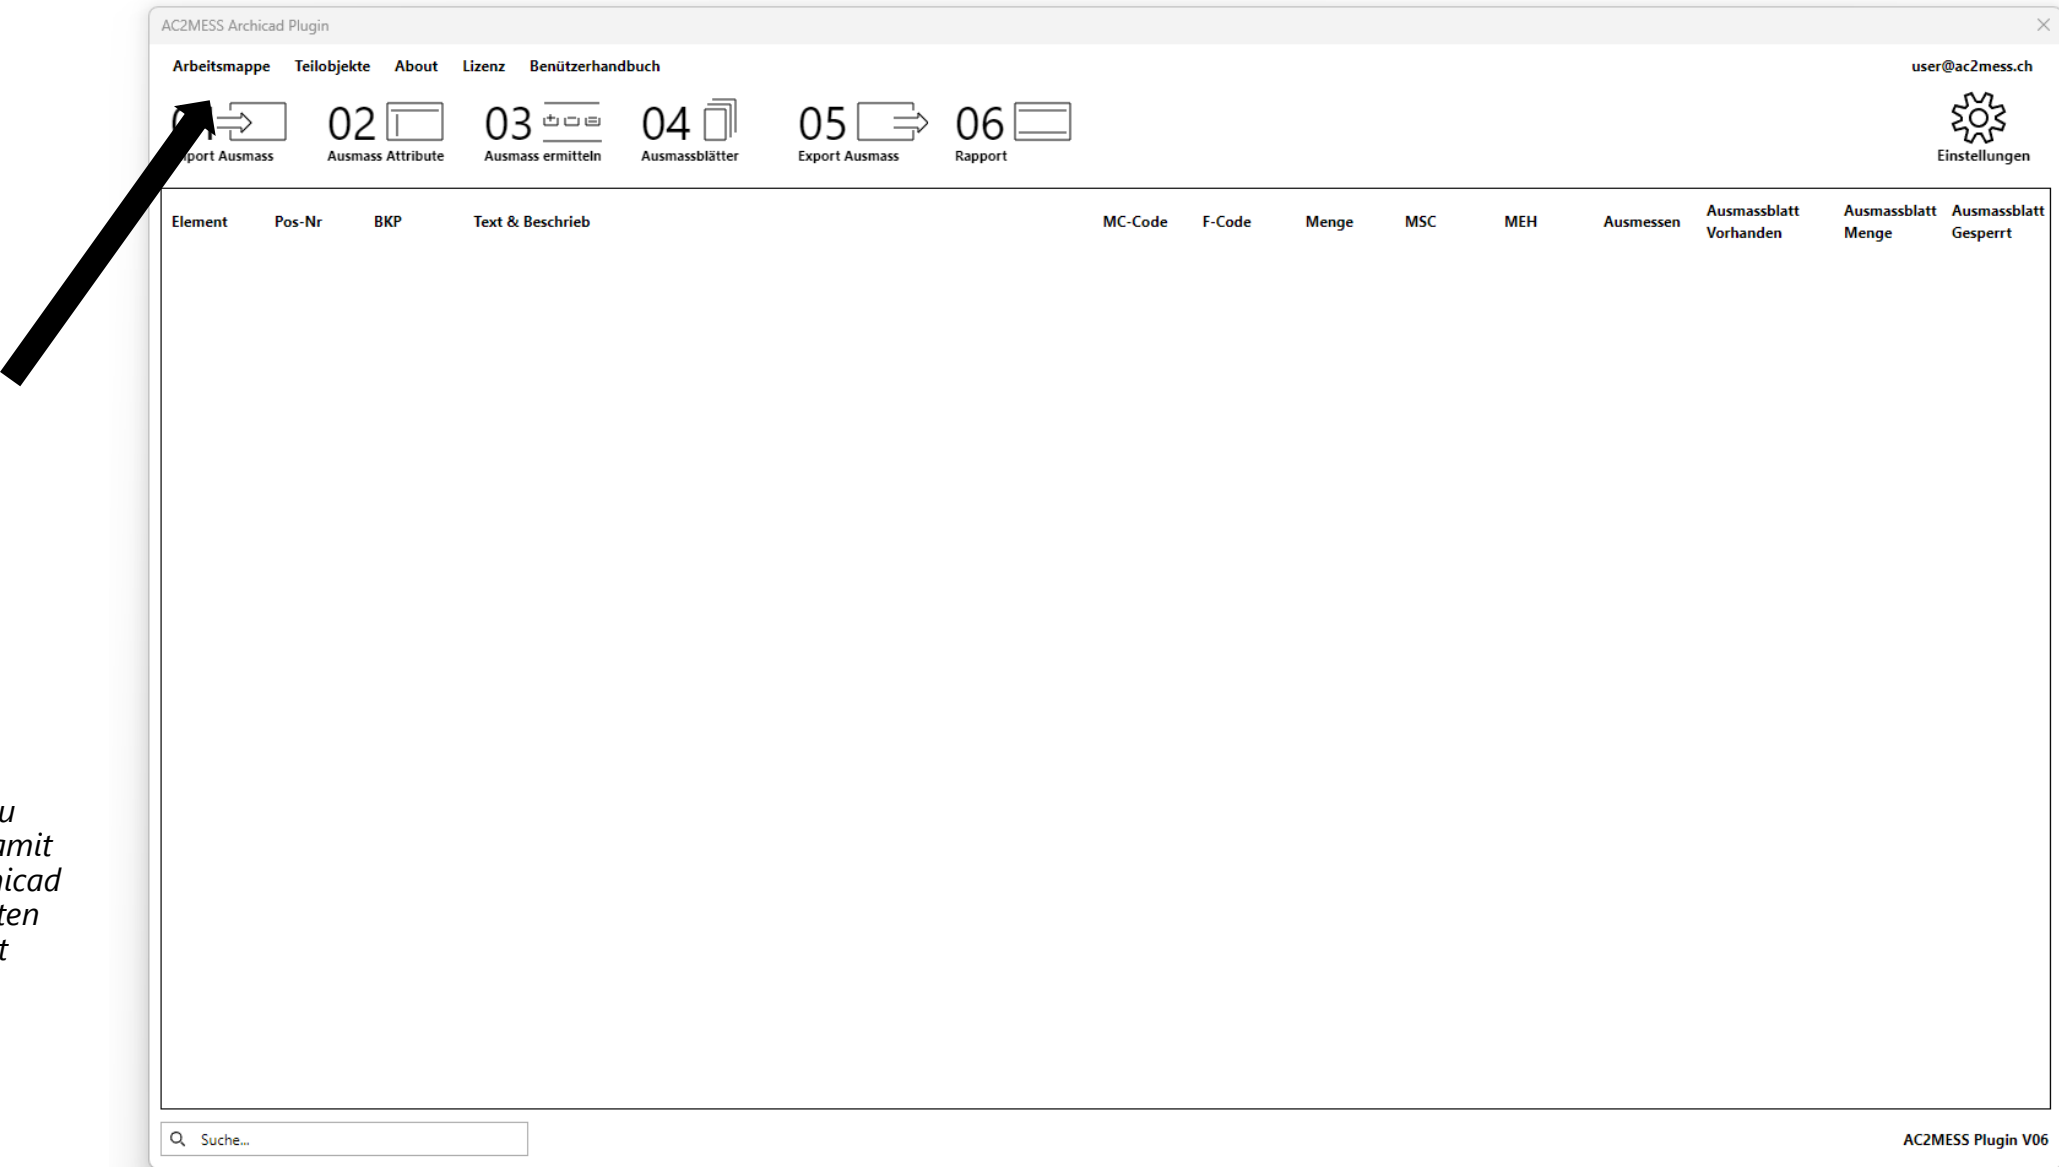 AC2MESS Archicad Plugin
Arbeitsmappe Teilobjekte About Lizenz Benützerhandbuch user@ac2mess.ch
02 03 04 05 06
Ausmass Ausmass Attribute Ausmass ermitteln Ausmassblätter Export Ausmass Rapport Einstellungen
Element Pos-Nr BKP Text & Beschrieb MC-Code F-Code Menge MSC MEH Ausmessen Ausmassblatt Vorhanden Ausmassblatt Menge Ausmassblatt Gesperrt
Suche...
AC2MESS Plugin V06